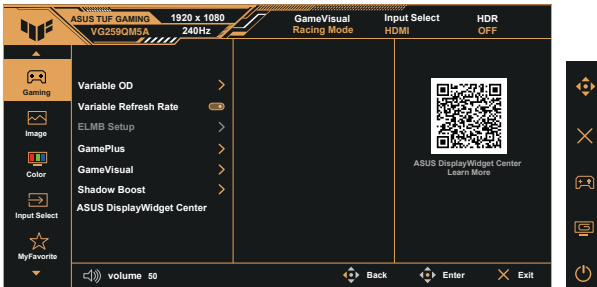 ASUS TUF GAMING 1920 x 1080
VG259QM5A 240Hz
GameVisual Input Select HDR
Racing Mode HDMI OFF
Gaming
Image
Color
Input Select
MyFavorite
Variable OD
Variable Refresh Rate
ELMB Setup
GamePlus
GameVisual
Shadow Boost
ASUS DisplayWidget Center
ASUS DisplayWidget Center
Learn More
volume 50
Back Enter Exit